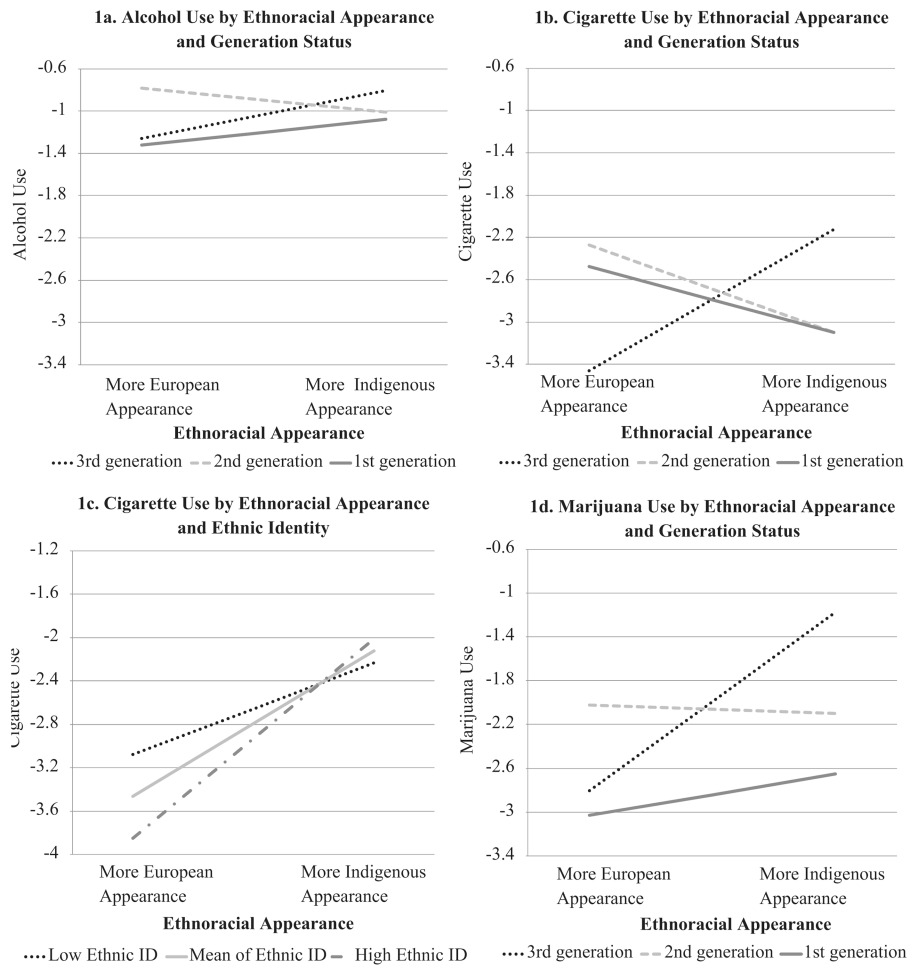 1a. Alcohol Use by Ethnoracial Appearance
and Generation Status
-0.6
-1
-1.4
-1.8
-2.2
-2.6
-3
-3.4
Alcohol Use
More European
Appearance
More Indigenous
Appearance
Ethnoracial Appearance
3rd generation 2nd generation 1st generation
1b. Cigarette Use by Ethnoracial Appearance
and Generation Status
-0.6
-1
-1.4
-1.8
-2.2
-2.6
-3
-3.4
Cigarette Use
More European
Appearance
More Indigenous
Appearance
Ethnoracial Appearance
3rd generation 2nd generation 1st generation
1c. Cigarette Use by Ethnoracial Appearance
and Ethnic Identity
-1.2
-1.6
-2
-2.4
-2.8
-3.2
-3.6
-4
Cigarette Use
More European
Appearance
More Indigenous
Appearance
Ethnoracial Appearance
Low Ethnic ID Mean of Ethnic ID High Ethnic ID
1d. Marijuana Use by Ethnoracial Appearance
and Generation Status
-0.6
-1
-1.4
-1.8
-2.2
-2.6
-3
-3.4
Marijuana Use
More European
Appearance
More Indigenous
Appearance
Ethnoracial Appearance
3rd generation 2nd generation 1st generation